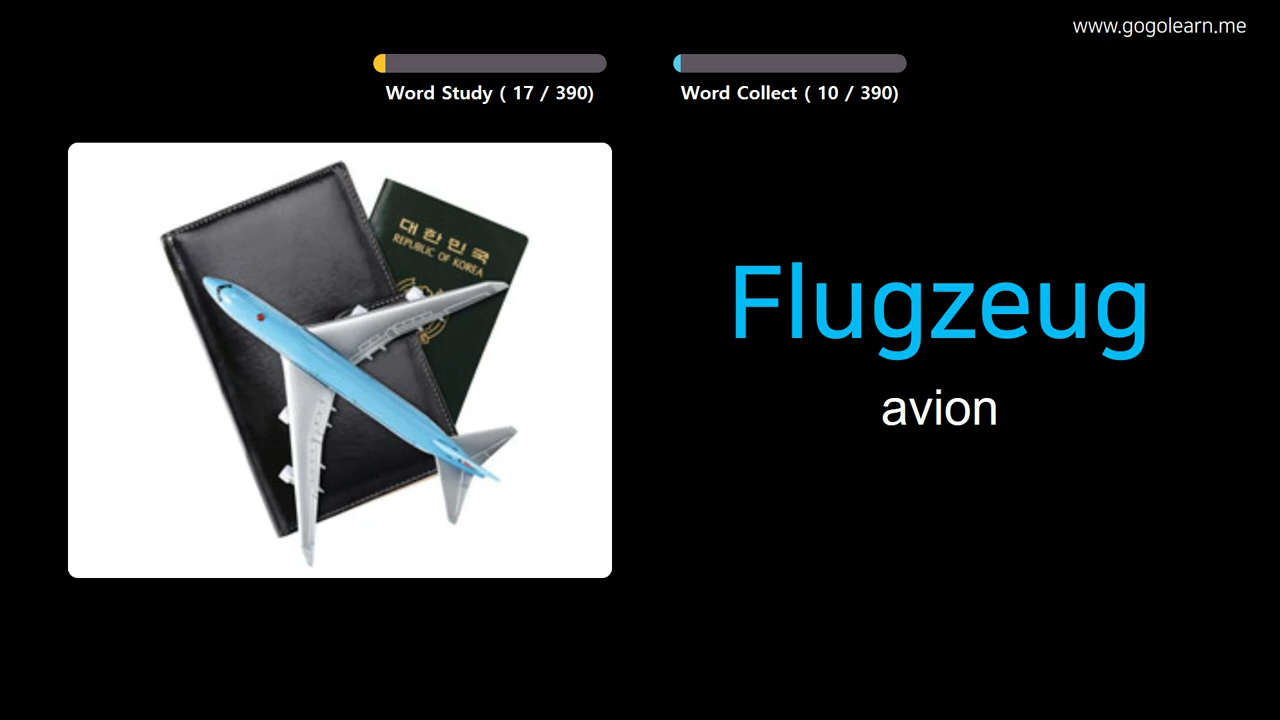 www.gogolearn.me
Word Study ( 17 / 390)
Word Collect ( 10 / 390)
대한민국
REPUBLIC OF KOREA
Flugzeug
avion